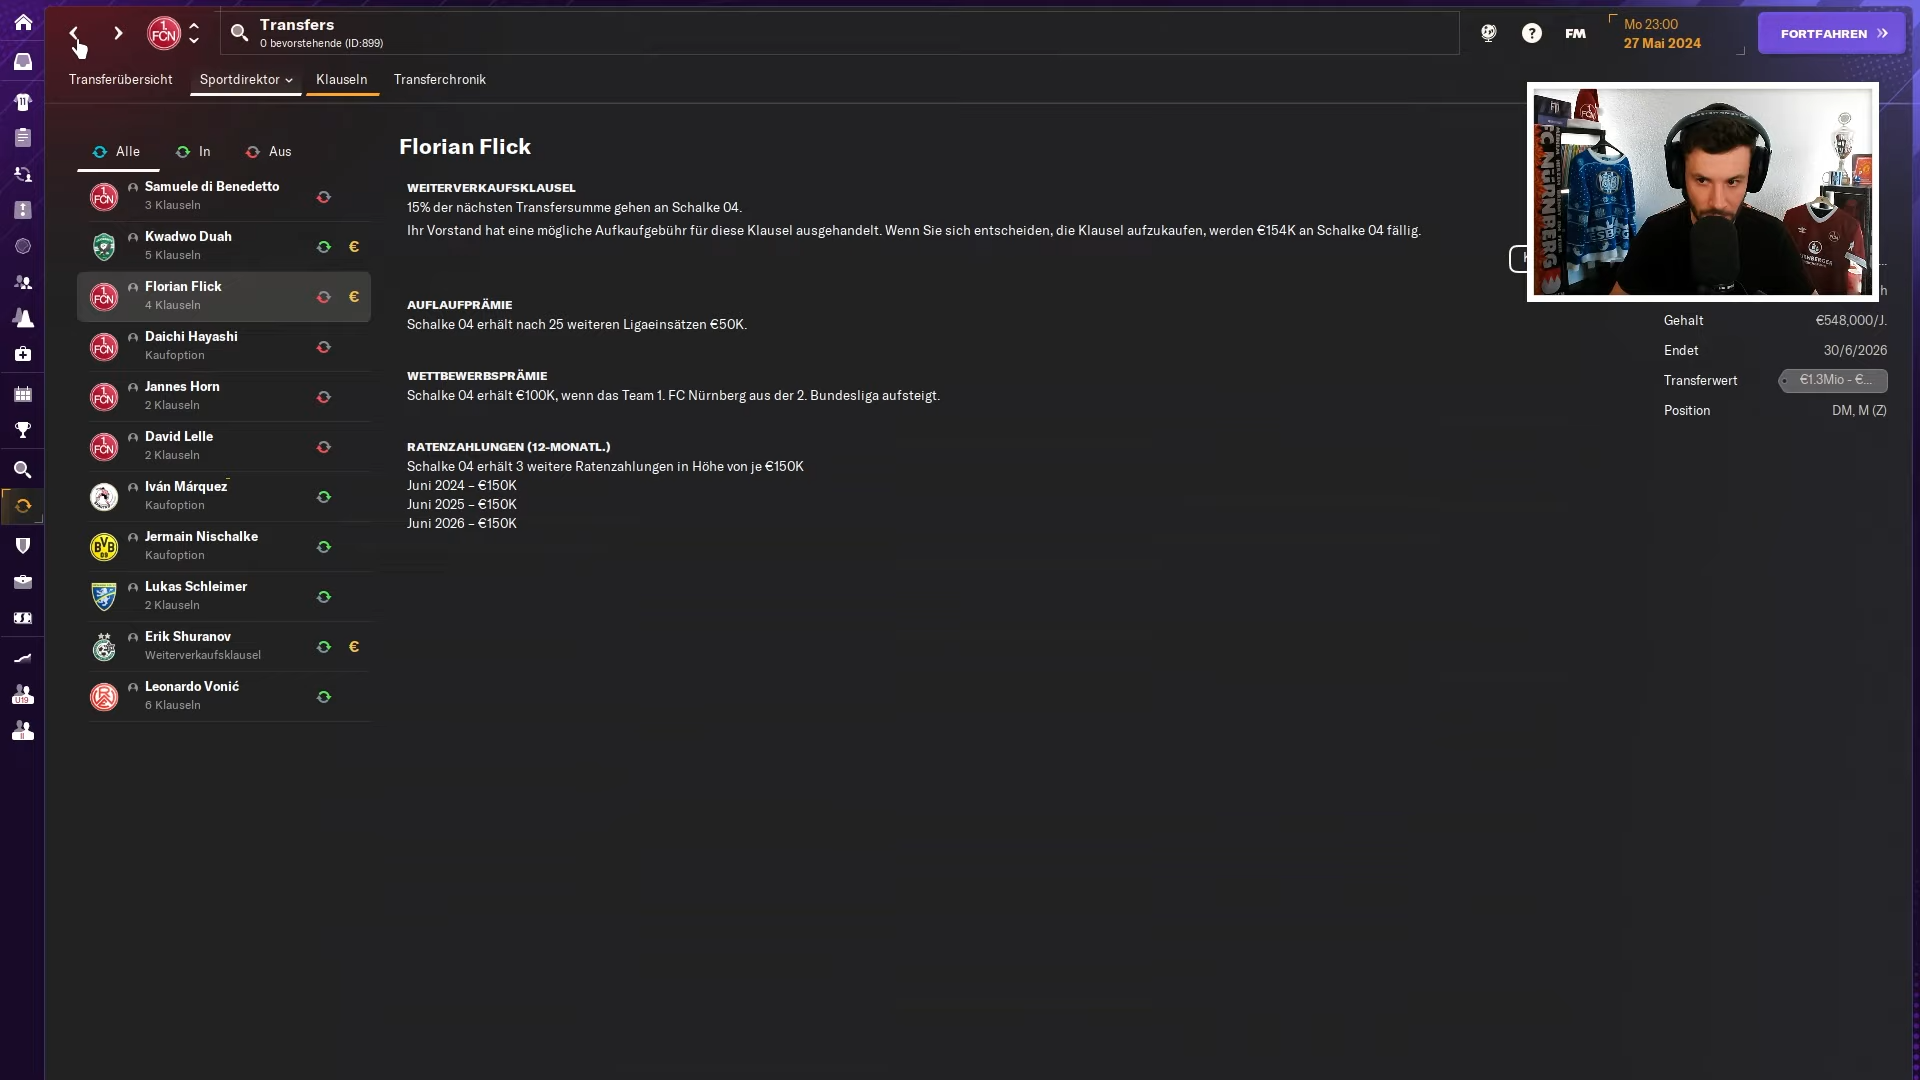 Transfers
0 bevorstehende (ID:899)
FM
Mo 23:00
27 Mai 2024
FORTFAHREN
Transferübersicht
Sportdirektor
Klauseln
Transferchronik
Alle
In
Aus
Samuele di Benedetto
3 Klauseln
Kwadwo Duah
5 Klauseln
Florian Flick
4 Klauseln
Daichi Hayashi
Kaufoption
Jannes Horn
2 Klauseln
David Lelle
2 Klauseln
Iván Márquez
Kaufoption
Jermain Nischalke
Kaufoption
Lukas Schleimer
2 Klauseln
Erik Shuranov
Weiterverkaufsklausel
Leonardo Vonić
6 Klauseln
Florian Flick
WEITERVERKAUFSKLAUSEL
15% der nächsten Transfersumme gehen an Schalke 04.
Ihr Vorstand hat eine mögliche Aufkaufgebühr für diese Klausel ausgehandelt. Wenn Sie sich entscheiden, die Klausel aufzukaufen, werden €154K an Schalke 04 fällig.
AUFLAUFPRÄMIE
Schalke 04 erhält nach 25 weiteren Ligaeinsätzen €50K.
WETTBEWERBSPRÄMIE
Schalke 04 erhält €100K, wenn das Team 1. FC Nürnberg aus der 2. Bundesliga aufsteigt.
RATENZAHLUNGEN (12-MONATL.)
Schalke 04 erhält 3 weitere Ratenzahlungen in Höhe von je €150K
Juni 2024 – €150K
Juni 2025 – €150K
Juni 2026 – €150K
Gehalt €548,000/J.
Endet 30/6/2026
Transferwert €1.3Mio - €...
Position DM, M (Z)
FC NÜRNBERG
U19
II
11